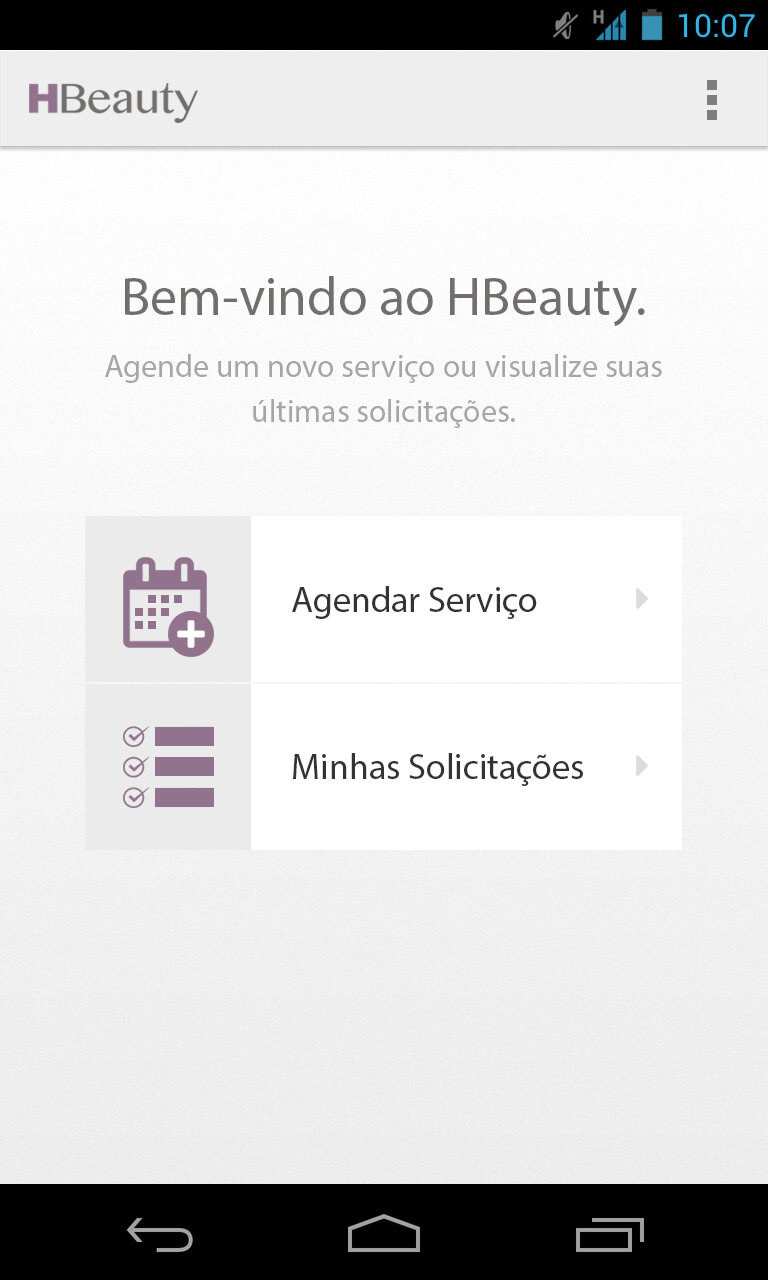 H 10:07
HBeauty
Bem-vindo ao HBeauty.
Agende um novo serviço ou visualize suas
últimas solicitações.
Agendar Serviço
Minhas Solicitações